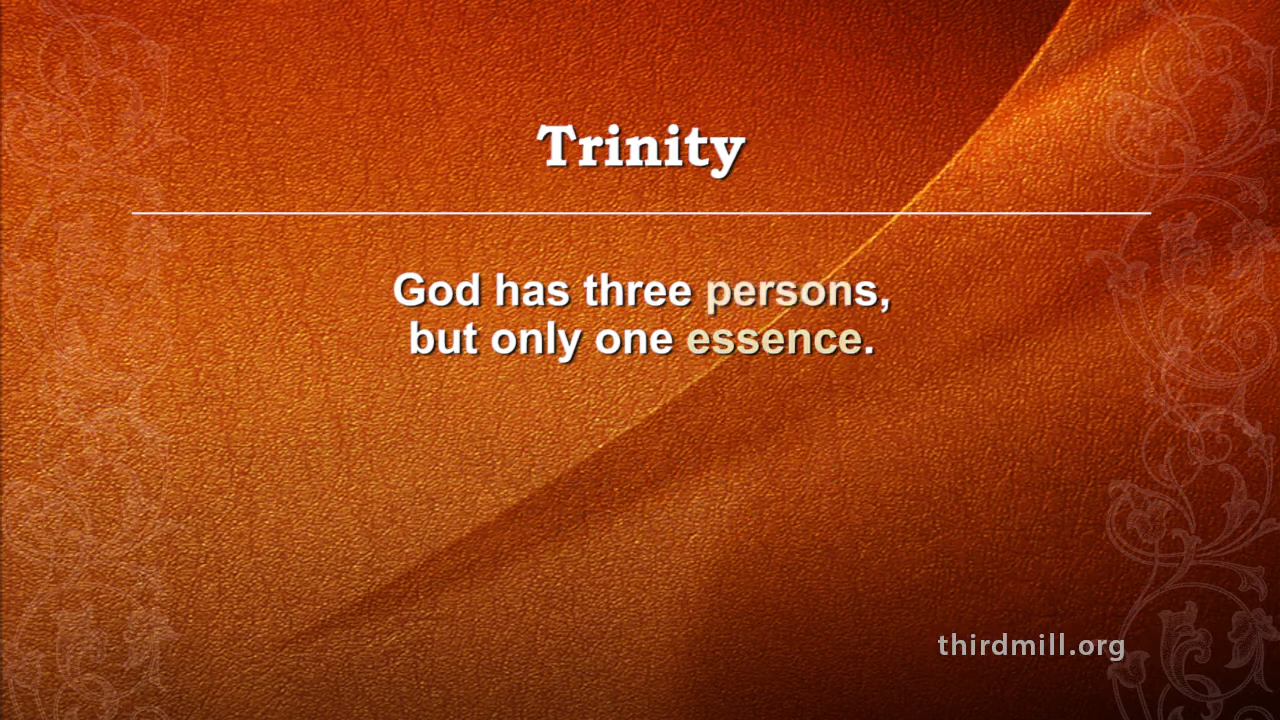 Trinity
God has three persons,
but only one essence.
thirdmill.org